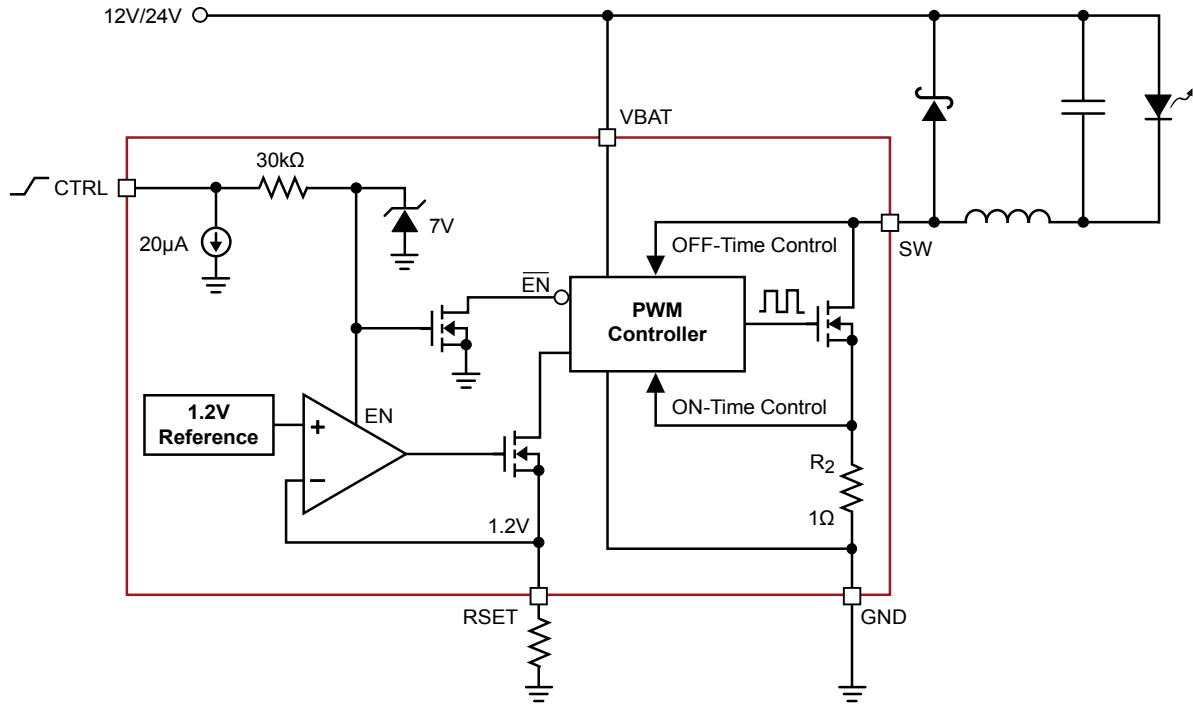 12V/24V
VBAT
30kΩ
CTRL
20µA
7V
SW
OFF-Time Control
EN
PWM
Controller
ON-Time Control
EN
1.2V
Reference
+
−
R2
1Ω
1.2V
RSET
GND